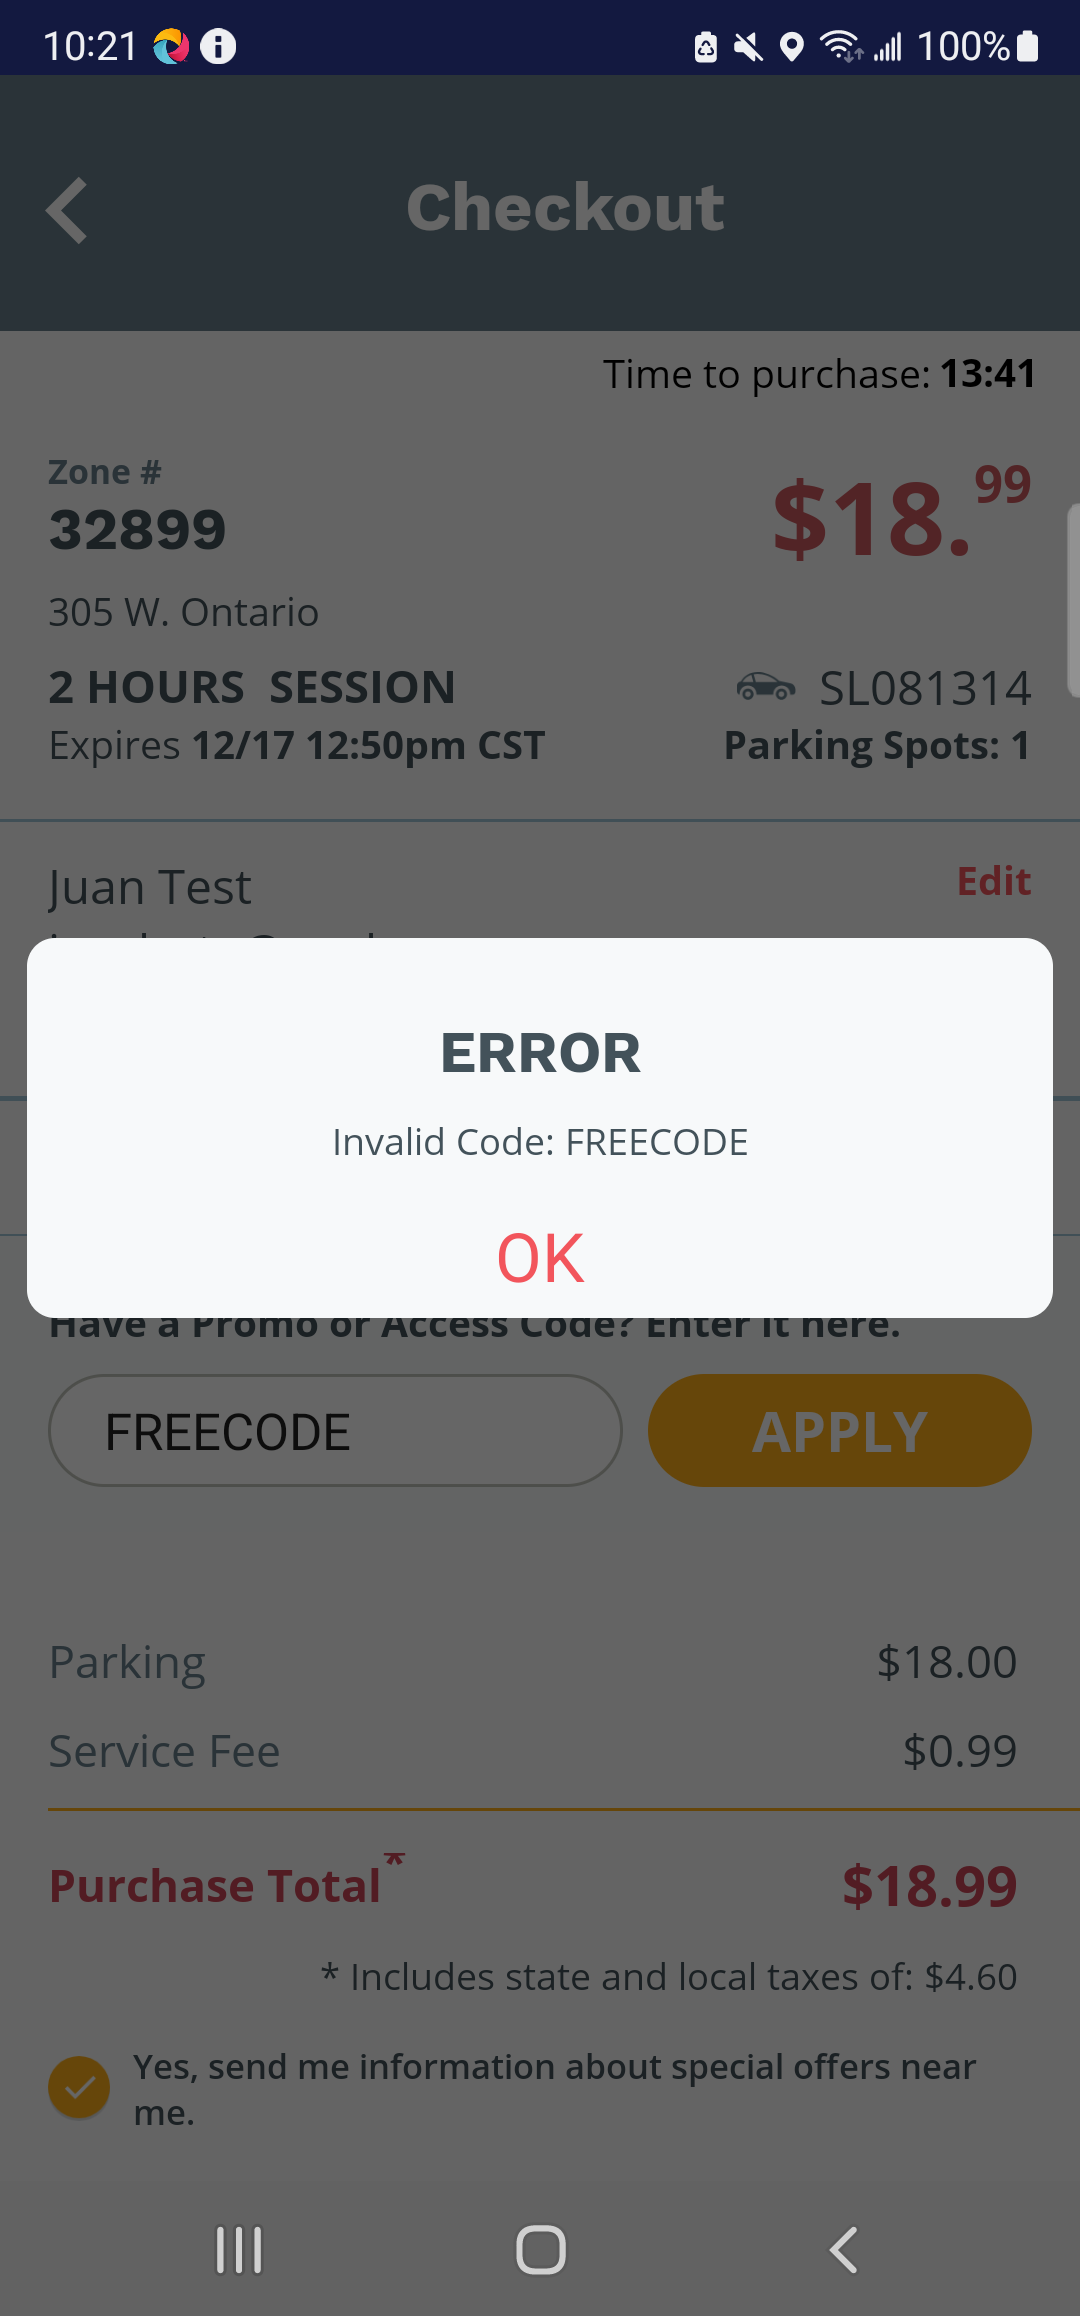 10:21 100%
Checkout
Time to purchase: 13:41
Zone #
32899
$18.99
305 W. Ontario
2 HOURS SESSION
SL081314
Expires 12/17 12:50pm CST
Parking Spots: 1
Juan Test
Edit
ERROR
Invalid Code: FREECODE
OK
Have a Promo or Access Code? Enter it here.
FREECODE
APPLY
Parking $18.00
Service Fee $0.99
Purchase Total* $18.99
* Includes state and local taxes of: $4.60
Yes, send me information about special offers near
me.